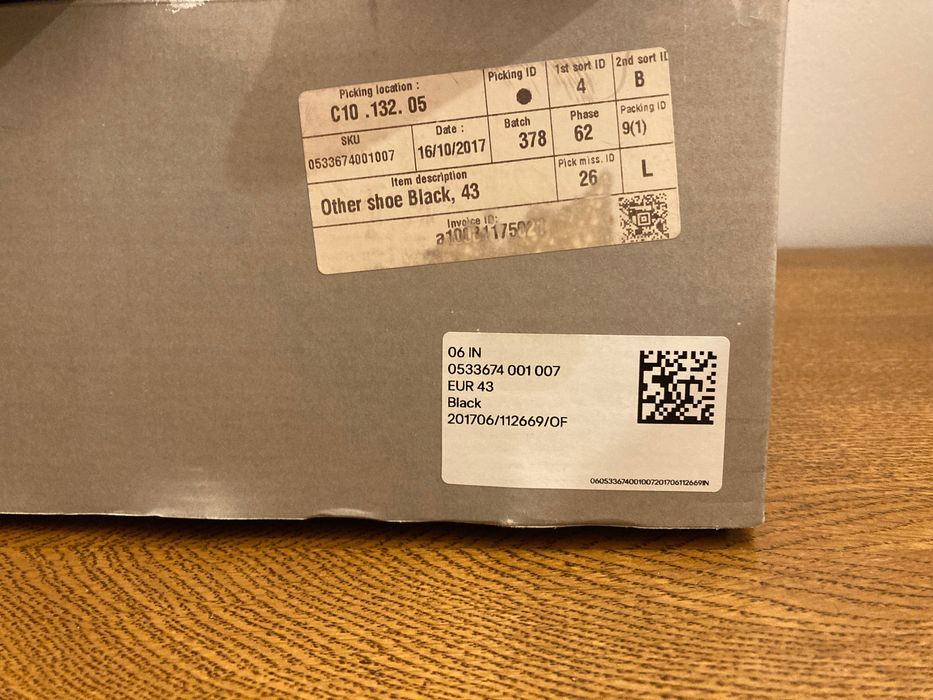 Picking location :
C10 .132. 05
Picking ID
1st sort ID
4
2nd sort ID
B
SKU
0533674001007
Date :
16/10/2017
Batch
378
Phase
62
Packing ID
9(1)
Item description
Other shoe Black, 43
Pick miss. ID
26
L
Invoice ID:
06 IN
0533674 001 007
EUR 43
Black
201706/112669/OF
060533674001007201706112669IN